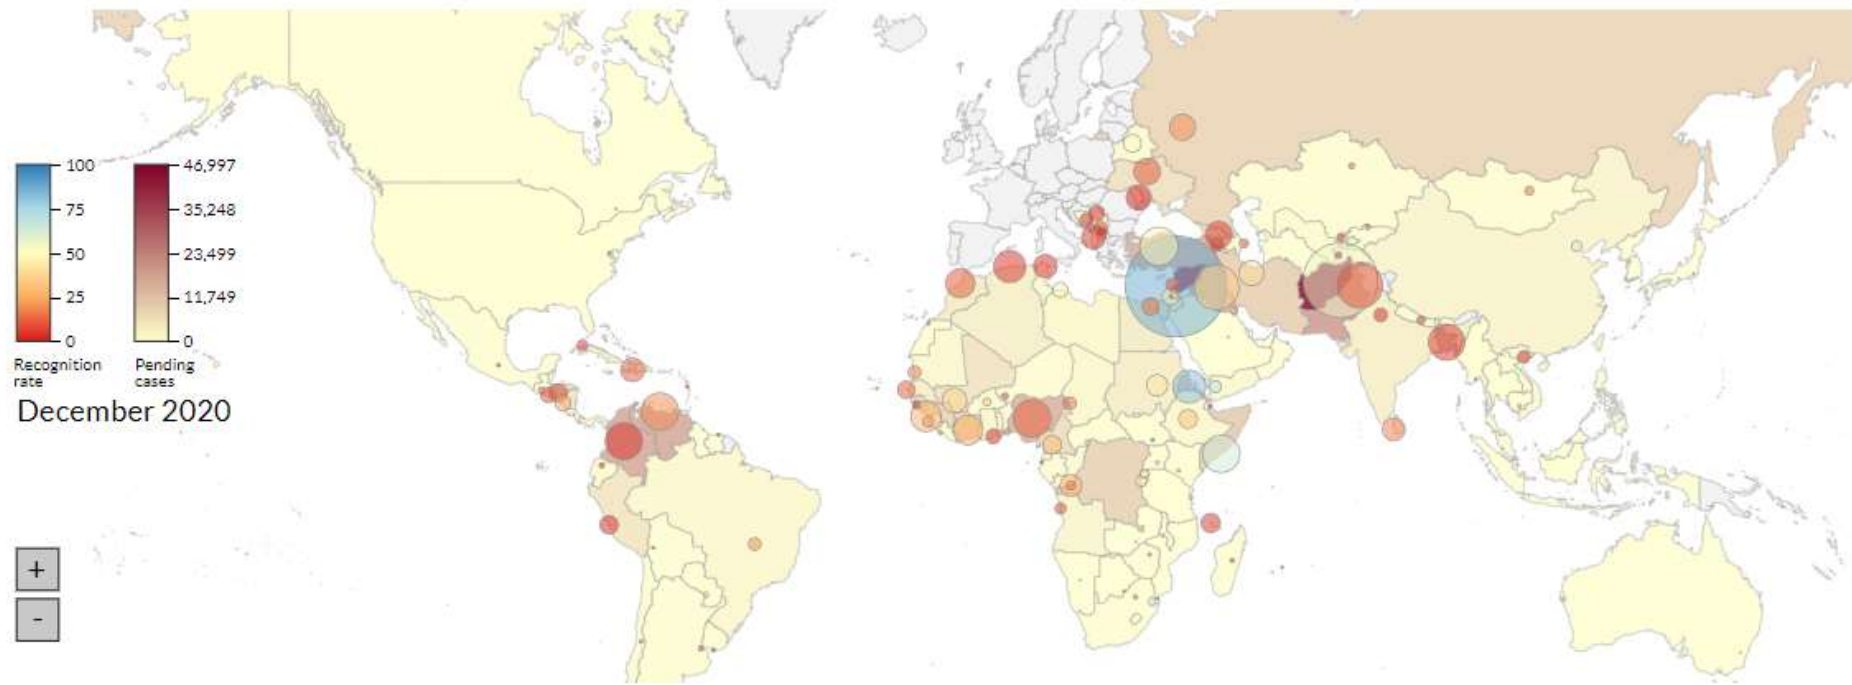 100
75
50
25
0
Recognition
rate
46,997
35,248
23,499
11,749
0
Pending
cases
December 2020
+
-